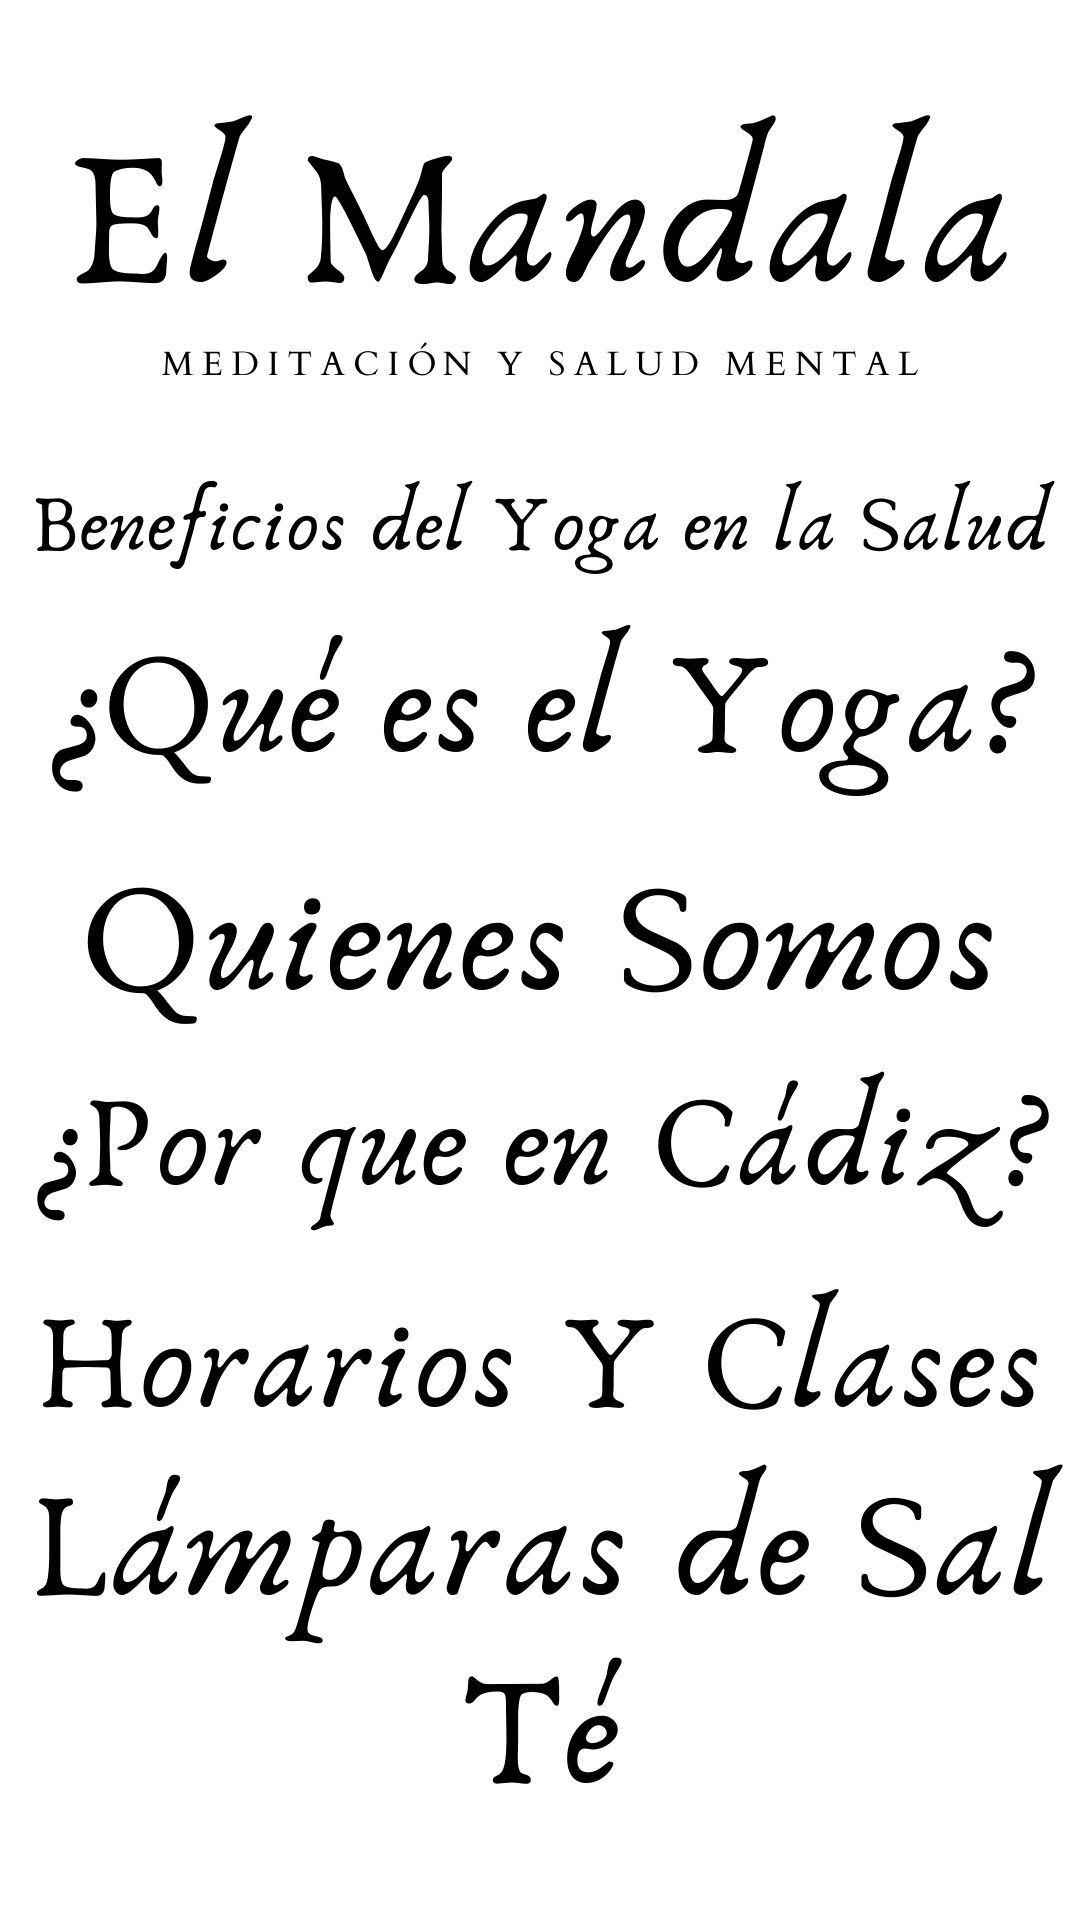 El Mandala
MEDITACIÓN Y SALUD MENTAL
Beneficios del Yoga en la Salud
¿Qué es el Yoga?
Quienes Somos
¿Por que en Cádiz?
Horarios Y Clases
Lámparas de Sal
Té